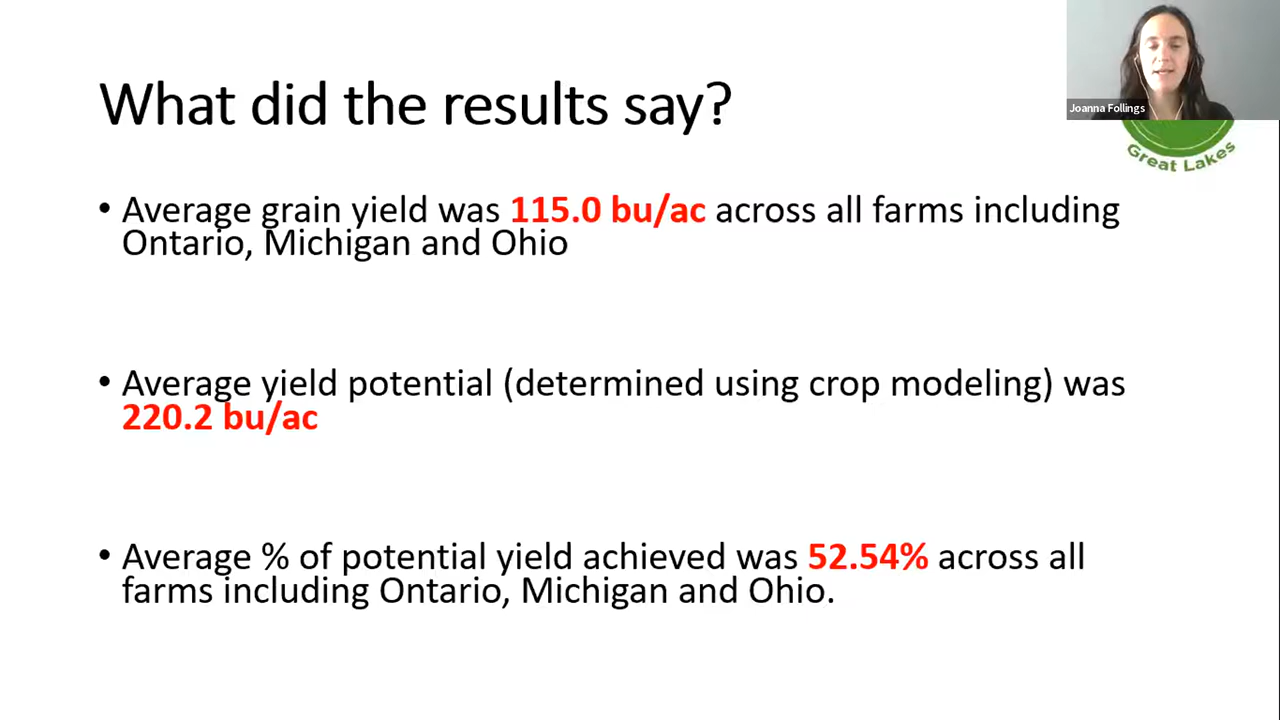 What did the results say?
Joanna Follings
Great Lakes
• Average grain yield was 115.0 bu/ac across all farms including
Ontario, Michigan and Ohio
• Average yield potential (determined using crop modeling) was
220.2 bu/ac
• Average % of potential yield achieved was 52.54% across all
farms including Ontario, Michigan and Ohio.